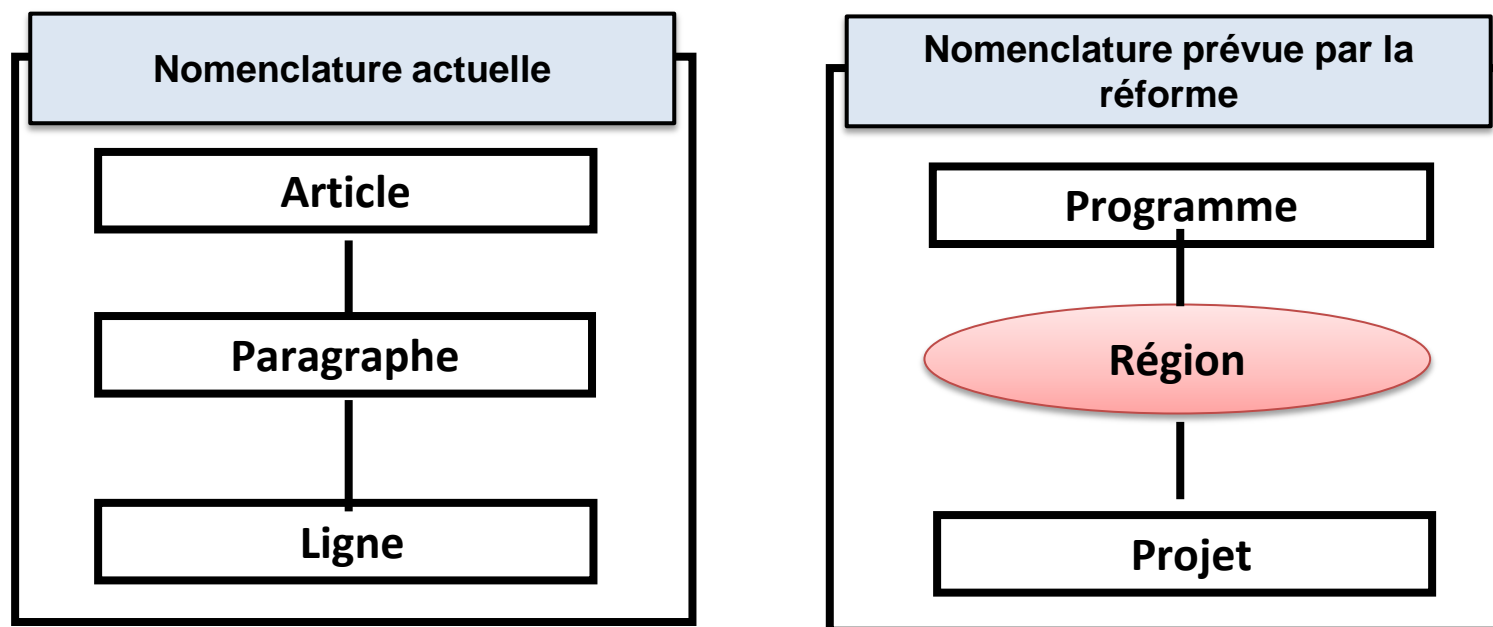 Nomenclature actuelle
Article
Paragraphe
Ligne
Nomenclature prévue par la
réforme
Programme
Région
Projet